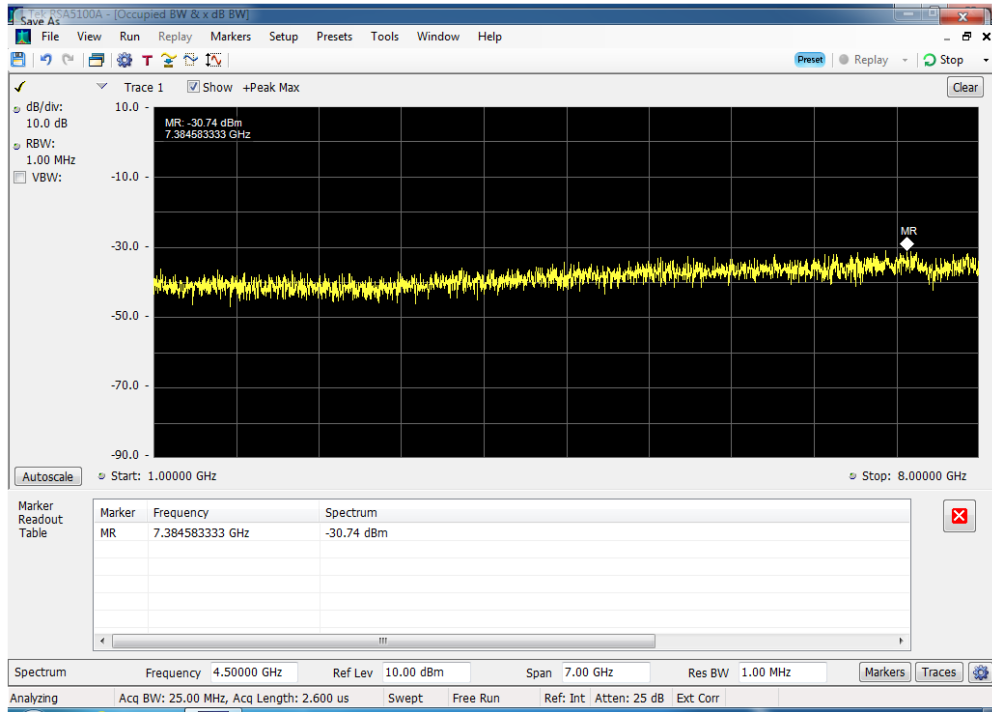 Tek RSA5100A - [Occupied BW & x dB BW]
Save As
File View Run Replay Markers Setup Presets Tools Window Help
T Preset Replay Stop
Trace 1 Show +Peak Max Clear
dB/div:
10.0 dB
RBW:
1.00 MHz
VBW:
10.0 -
-10.0 -
-30.0 -
-50.0 -
-70.0 -
-90.0 -
MR: -30.74 dBm
7.384583333 GHz
MR
Autoscale Start: 1.00000 GHz Stop: 8.00000 GHz
Marker
Readout
Table
Marker Frequency Spectrum
MR 7.384583333 GHz -30.74 dBm
Spectrum Frequency 4.50000 GHz Ref Lev 10.00 dBm Span 7.00 GHz Res BW 1.00 MHz Markers Traces
Analyzing Acq BW: 25.00 MHz, Acq Length: 2.600 us Swept Free Run Ref: Int Atten: 25 dB Ext Corr